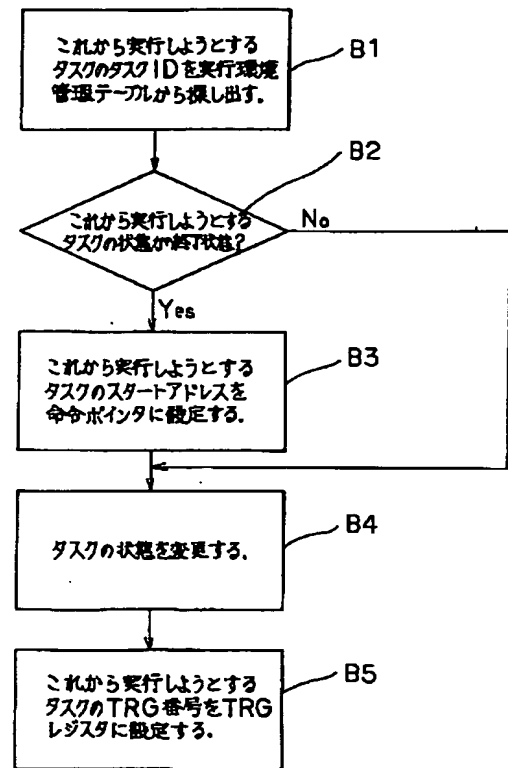 これから実行しようとする
タスクのタスクIDを実行環境
管理テーブルから探し出す。
B1
B2
これから実行しようとする
タスクの状態が終了状態?
No
Yes
これから実行しようとする
タスクのスタートアドレスを
命令ポインタに設定する。
B3
タスクの状態を変更する。
B4
これから実行しようとする
タスクのTRG番号をTRG
レジスタに設定する。
B5